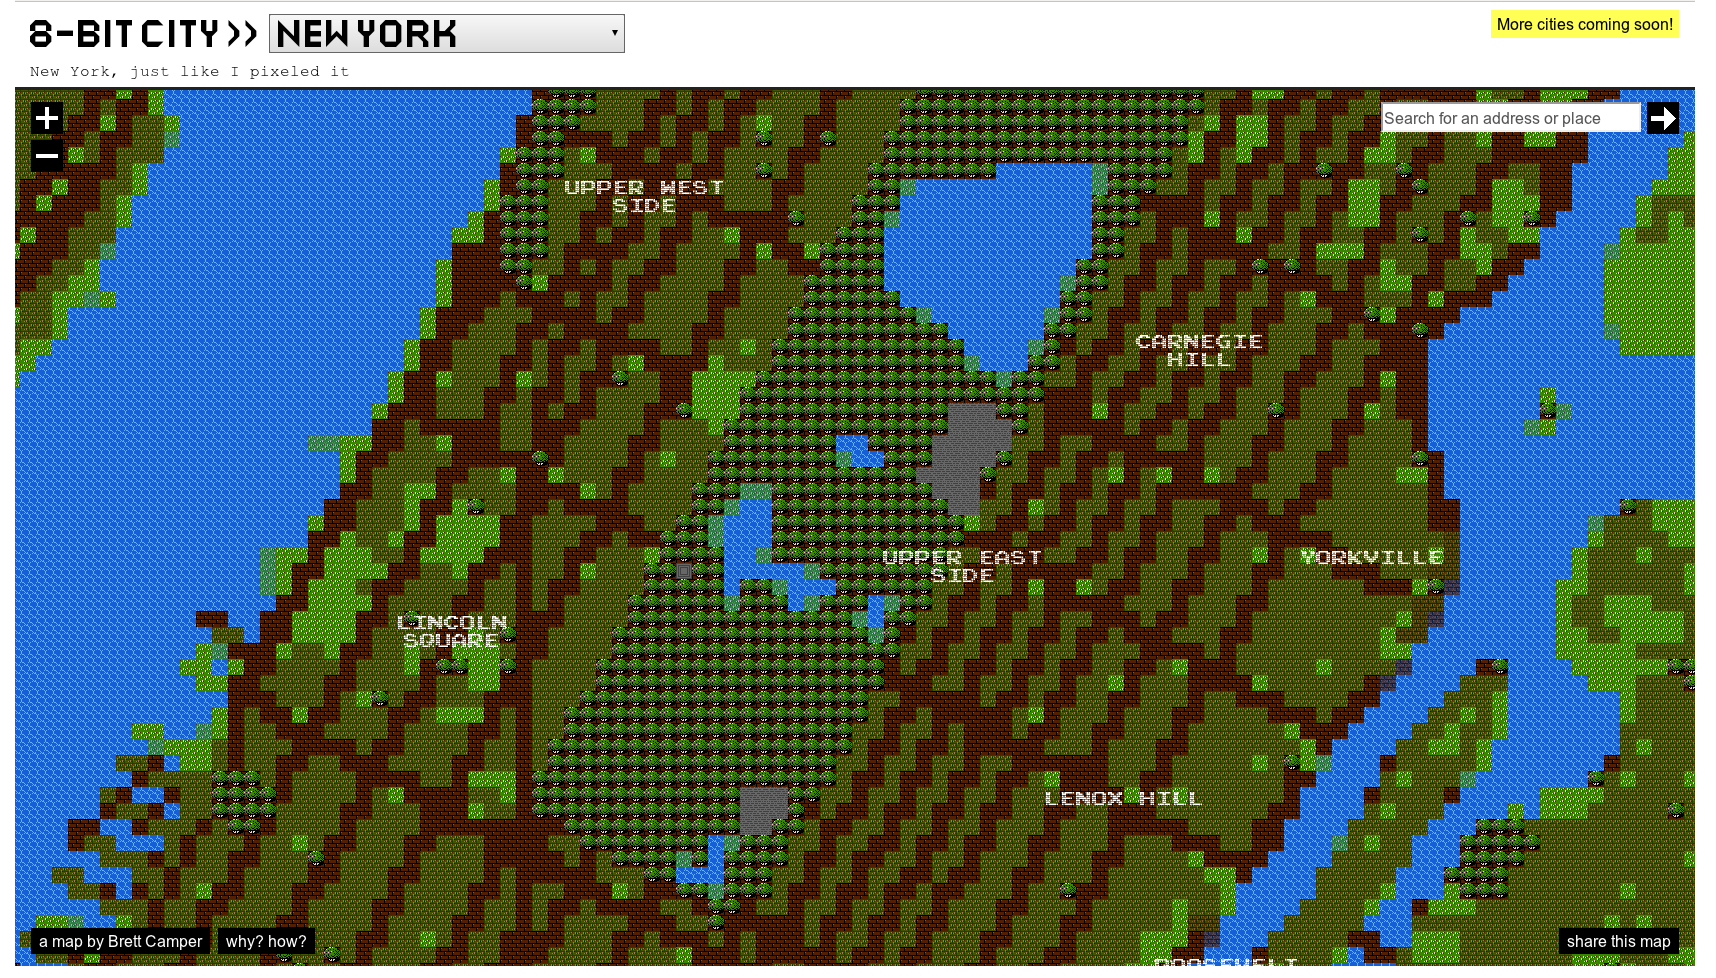 8-BIT CITY >> NEW YORK
More cities coming soon!
New York, just like I pixeled it
Search for an address or place
UPPER WEST
SIDE
CARNEGIE
HILL
UPPER EAST
SIDE
YORKVILLE
LINCOLN
SQUARE
LENOX HILL
a map by Brett Camper
why? how?
share this map
ROOSEVELT